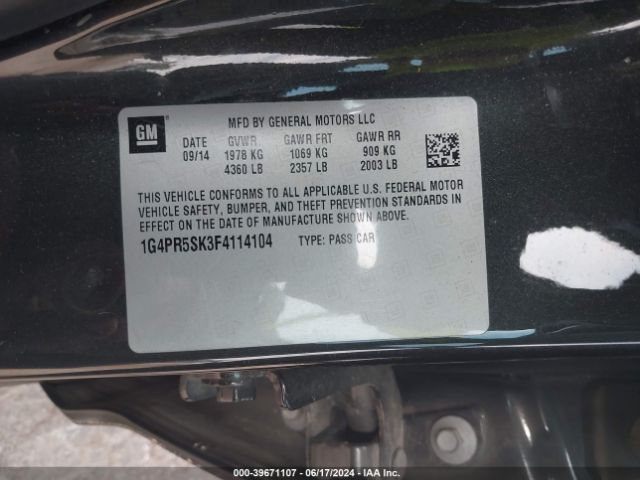 GM
MFD BY GENERAL MOTORS LLC
DATE GVWR GAWR FRT GAWR RR
09/14 1978 KG 1069 KG 909 KG
4360 LB 2357 LB 2003 LB
THIS VEHICLE CONFORMS TO ALL APPLICABLE U.S. FEDERAL MOTOR
VEHICLE SAFETY, BUMPER, AND THEFT PREVENTION STANDARDS IN
EFFECT ON THE DATE OF MANUFACTURE SHOWN ABOVE.
1G4PR5SK3F4114104 TYPE: PASS CAR
000-39671107 - 06/17/2024 - IAA Inc.